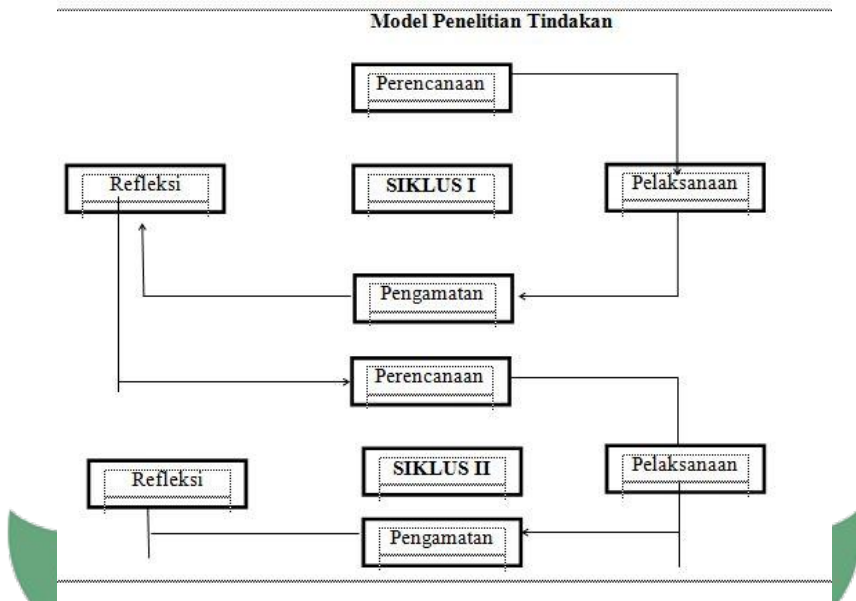 Model Penelitian Tindakan
Perencanaan
Refleksi
SIKLUS I
Pelaksanaan
Pengamatan
Perencanaan
Refleksi
SIKLUS II
Pelaksanaan
Pengamatan